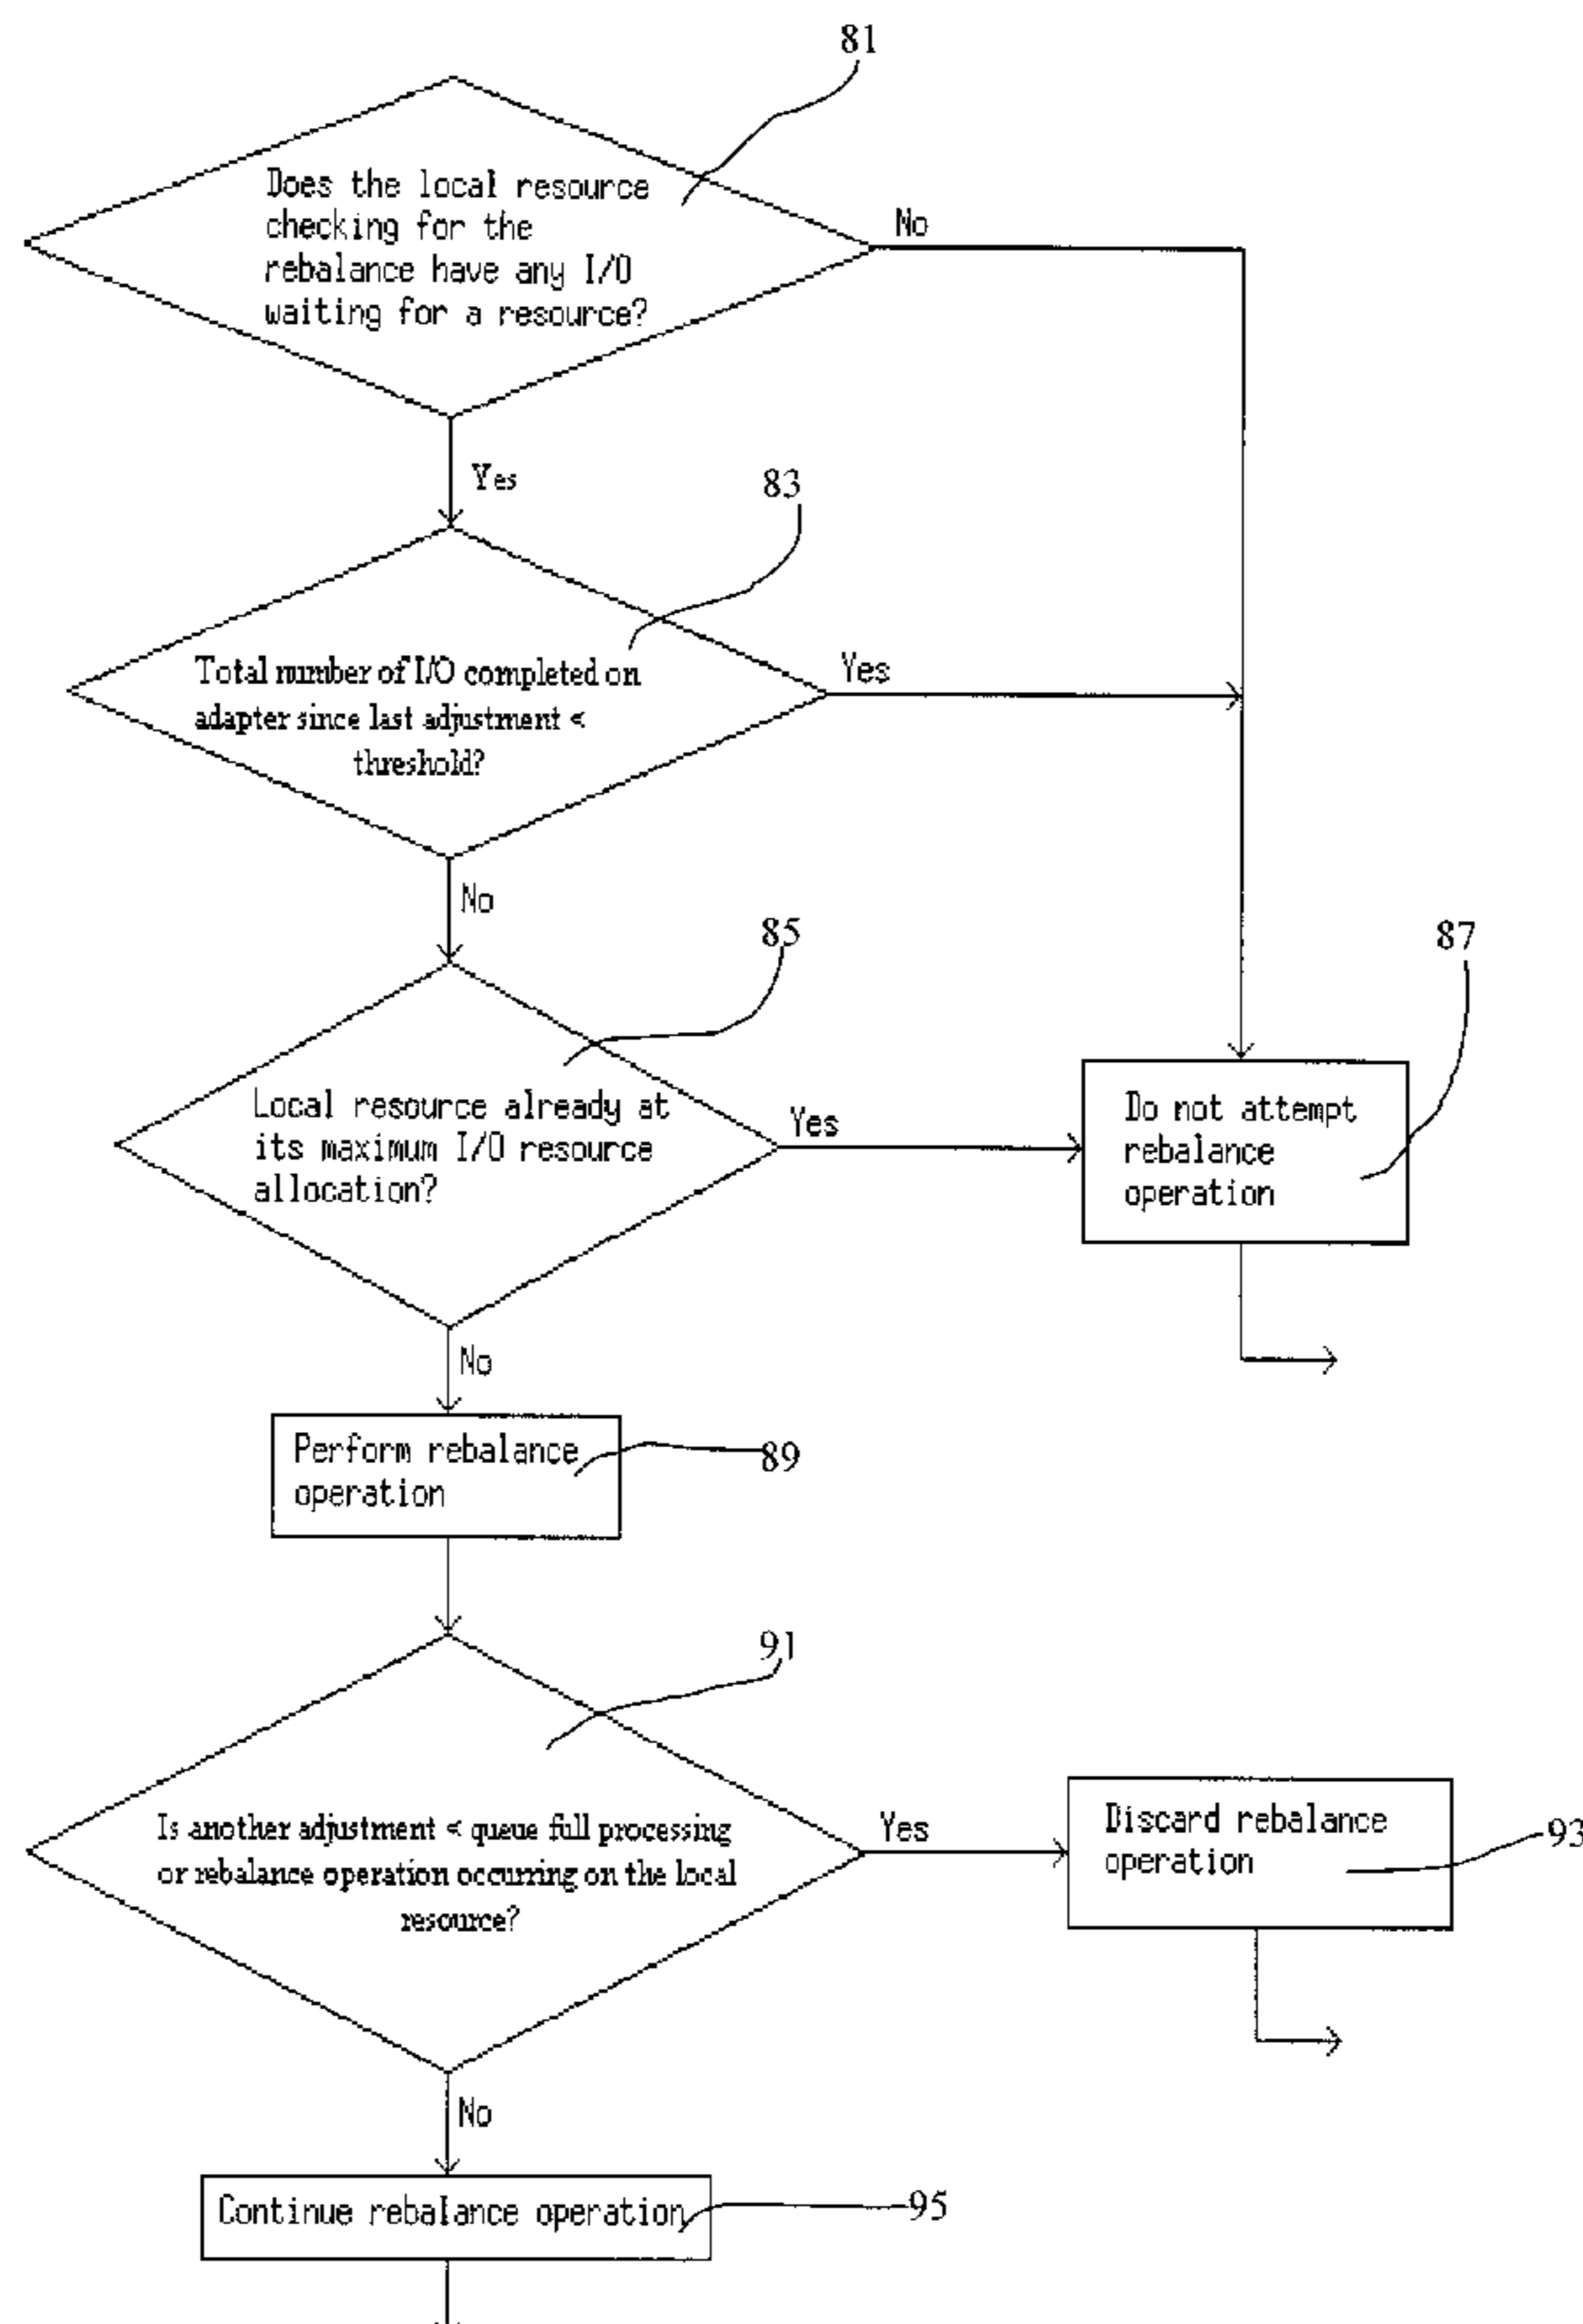 81
Does the local resource
checking for the
rebalance have any I/O
waiting for a resource?
No
Yes
83
Total number of I/O completed on
adapter since last adjustment <
threshold?
Yes
No
85
87
Local resource already at
its maximum I/O resource
allocation?
Yes
Do not attempt
rebalance
operation
No
Perform rebalance
operation
89
91
Is another adjustment < queue full processing
or rebalance operation occurring on the local
resource?
Yes
Discard rebalance
operation
93
No
Continue rebalance operation
95